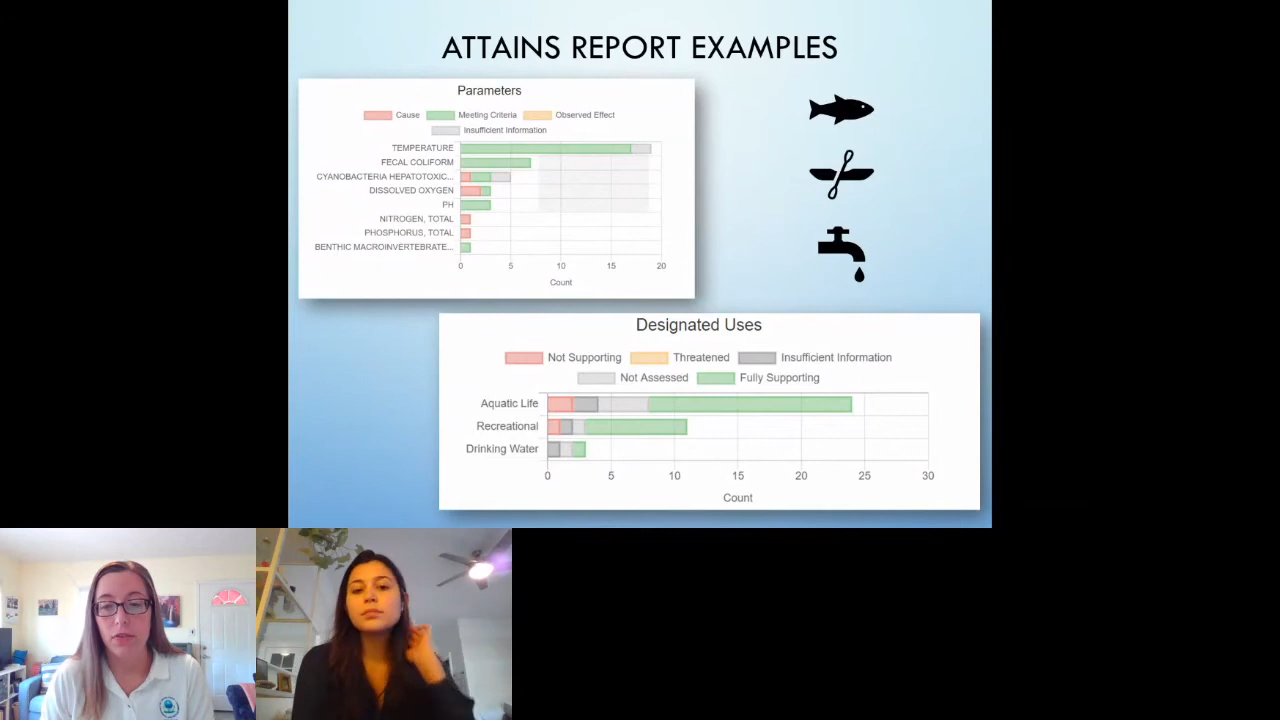 ATTAINS REPORT EXAMPLES
Parameters
Cause Meeting Criteria Observed Effect
Insufficient Information
TEMPERATURE
FECAL COLIFORM
CYANOBACTERIA HEPATOTOXIC...
DISSOLVED OXYGEN
PH
NITROGEN, TOTAL
PHOSPHORUS, TOTAL
BENTHIC MACROINVERTEBRATE...
0 5 10 15 20
Count
Designated Uses
Not Supporting Threatened Insufficient Information
Not Assessed Fully Supporting
Aquatic Life
Recreational
Drinking Water
0 5 10 15 20 25 30
Count